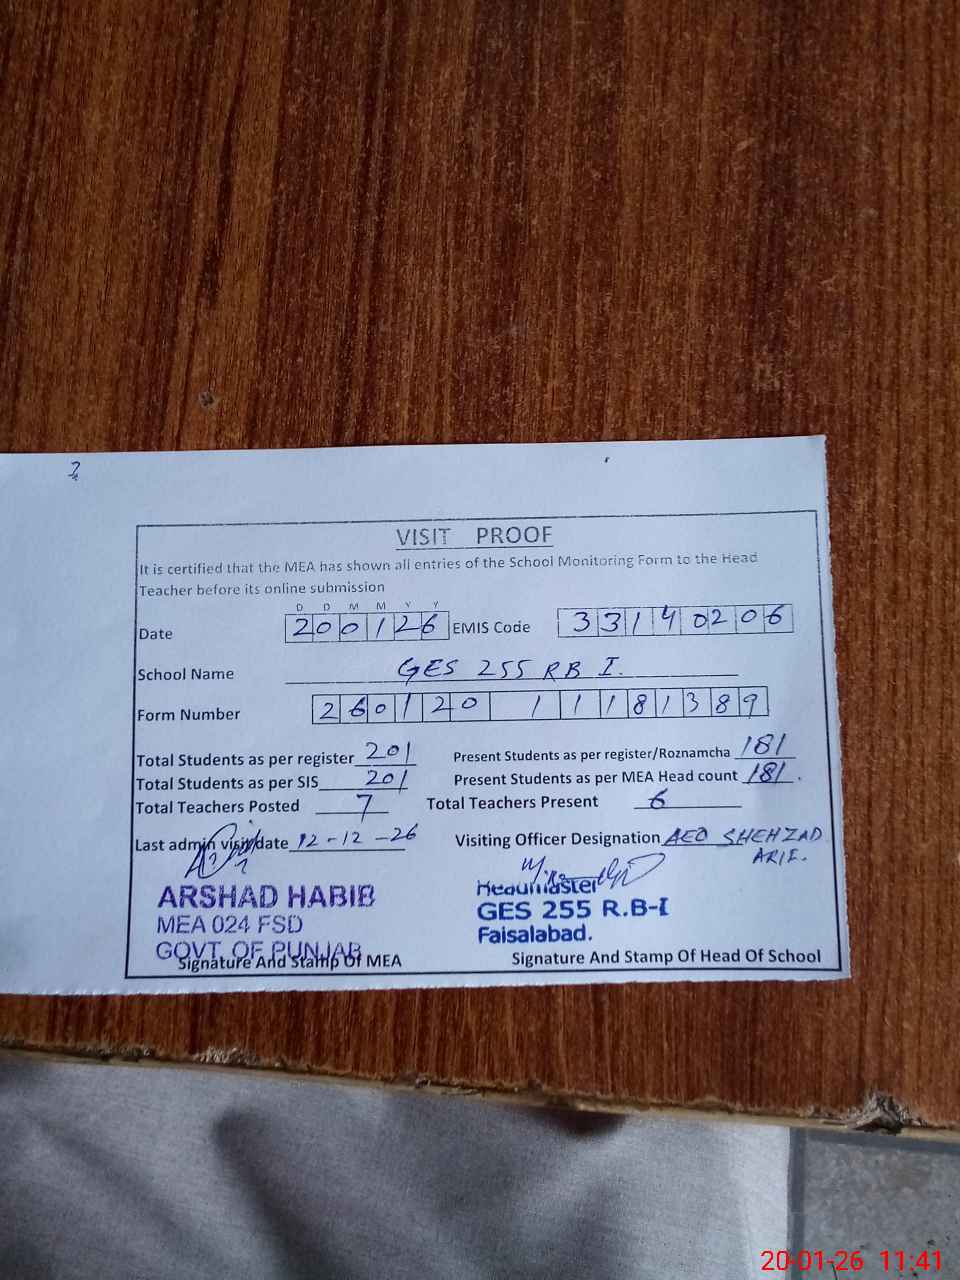 VISIT PROOF
It is certified that the MEA has shown all entries of the School Monitoring Form to the Head
Teacher before its online submission
D D M M Y Y
Date 200126 EMIS Code 33140206
School Name GES 255 RB I.
Form Number 260120 11181389
Total Students as per register 201 Present Students as per register/Roznamcha 181
Total Students as per SIS 201 Present Students as per MEA Head count 181.
Total Teachers Posted 7 Total Teachers Present 6
Last admin visit date 12-12-26 Visiting Officer Designation AEO SHEHZAD
ARIF.
ARSHAD HABIB
MEA 024 FSD
GOVT. OF PUNJAB
Signature And Stamp Of MEA
Headmaster
GES 255 R.B-I
Faisalabad.
Signature And Stamp Of Head Of School
20-01-26 11:41